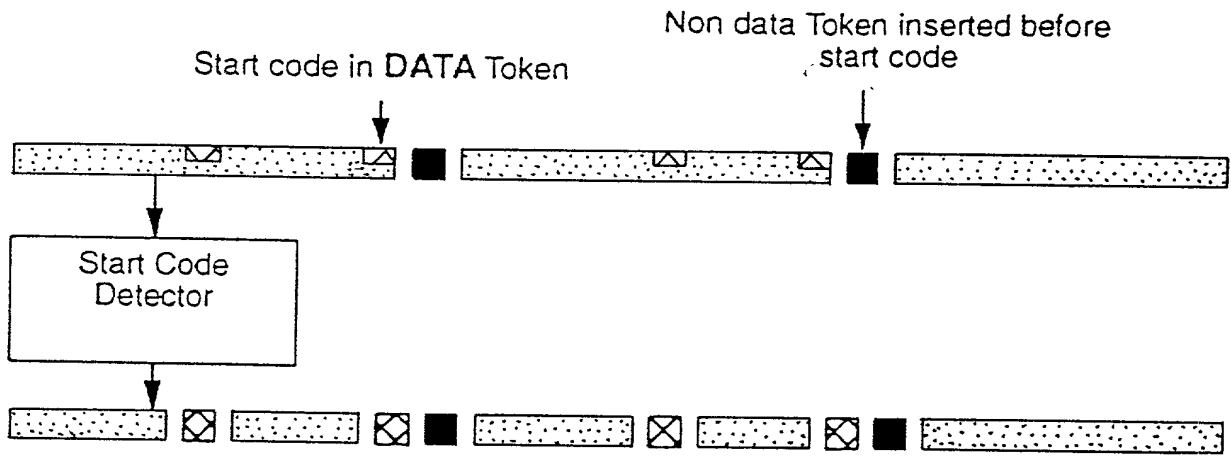 Non data Token inserted before
start code
Start code in DATA Token
Start Code
Detector